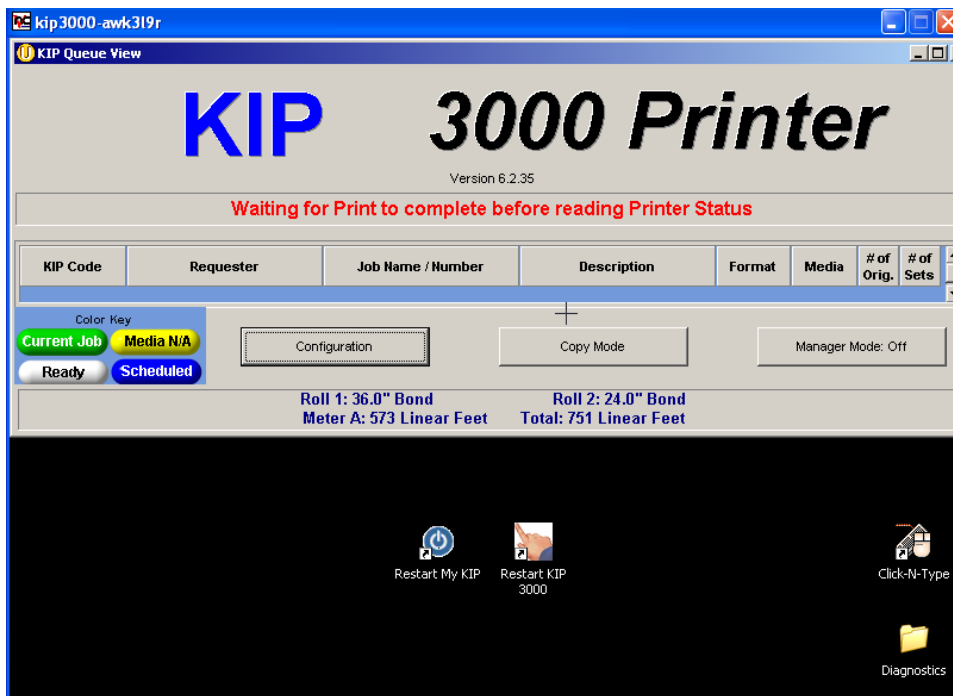 kip3000-awk3l9r
KIP Queue View
KIP 3000 Printer
Version 6.2.35
Waiting for Print to complete before reading Printer Status
KIP Code Requester Job Name / Number Description Format Media # of Orig. # of Sets
Color Key
Current Job Media N/A
Ready Scheduled
Configuration Copy Mode Manager Mode: Off
Roll 1: 36.0" Bond Roll 2: 24.0" Bond
Meter A: 573 Linear Feet Total: 751 Linear Feet
Restart My KIP Restart KIP 3000 Click-N-Type
Diagnostics